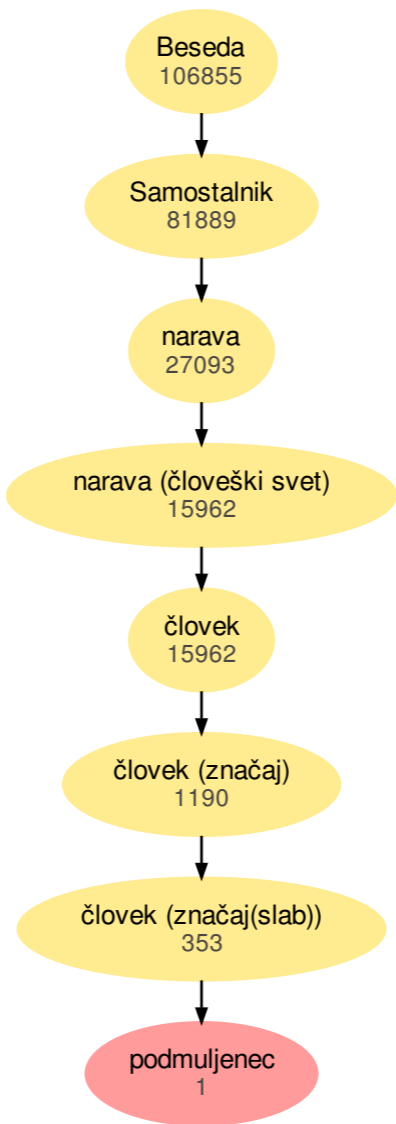 Beseda
106855
Samostalnik
81889
narava
27093
narava (človeški svet)
15962
človek
15962
človek (značaj)
1190
človek (značaj(slab))
353
podmuljenec
1